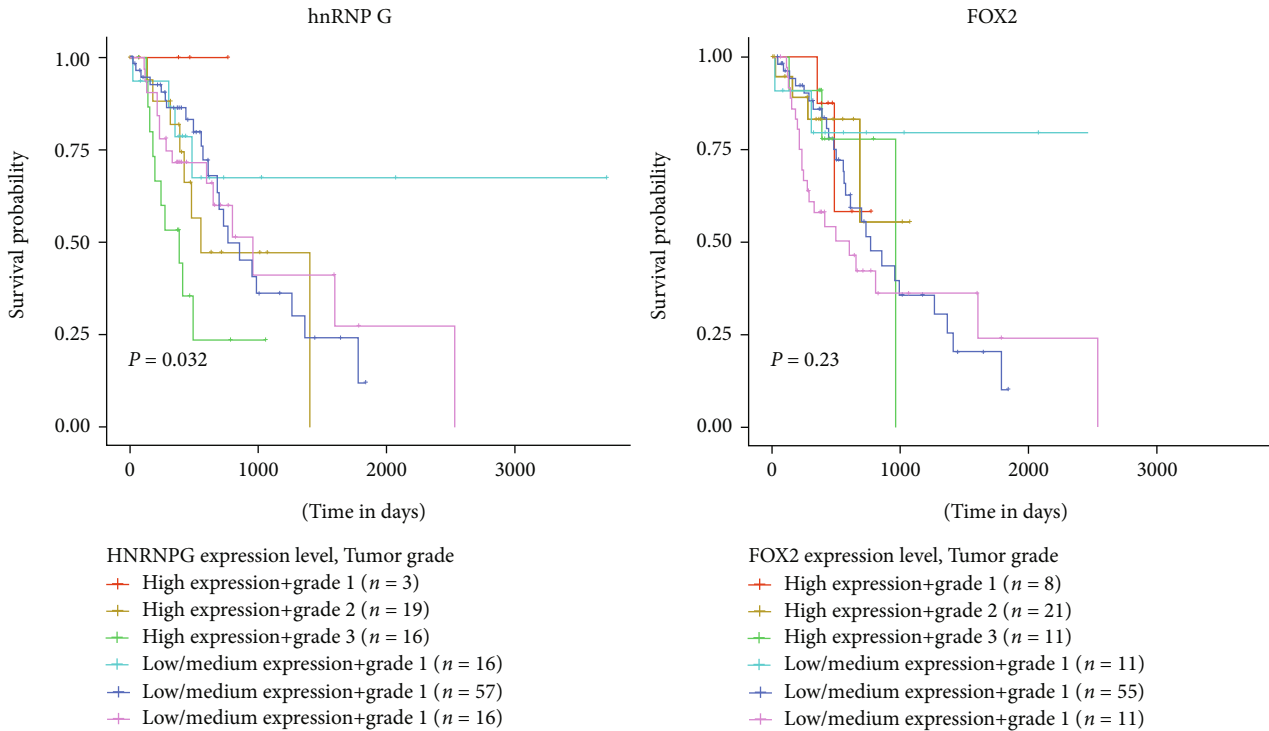 hnRNP G
1.00
0.75
0.50
0.25
0.00
Survival probability
P = 0.032
0 1000 2000 3000
(Time in days)
HNRNPG expression level, Tumor grade
High expression+grade 1 (n = 3)
High expression+grade 2 (n = 19)
High expression+grade 3 (n = 16)
Low/medium expression+grade 1 (n = 16)
Low/medium expression+grade 1 (n = 57)
Low/medium expression+grade 1 (n = 16)
FOX2
1.00
0.75
0.50
0.25
0.00
Survival probability
P = 0.23
0 1000 2000 3000
(Time in days)
FOX2 expression level, Tumor grade
High expression+grade 1 (n = 8)
High expression+grade 2 (n = 21)
High expression+grade 3 (n = 11)
Low/medium expression+grade 1 (n = 11)
Low/medium expression+grade 1 (n = 55)
Low/medium expression+grade 1 (n = 11)